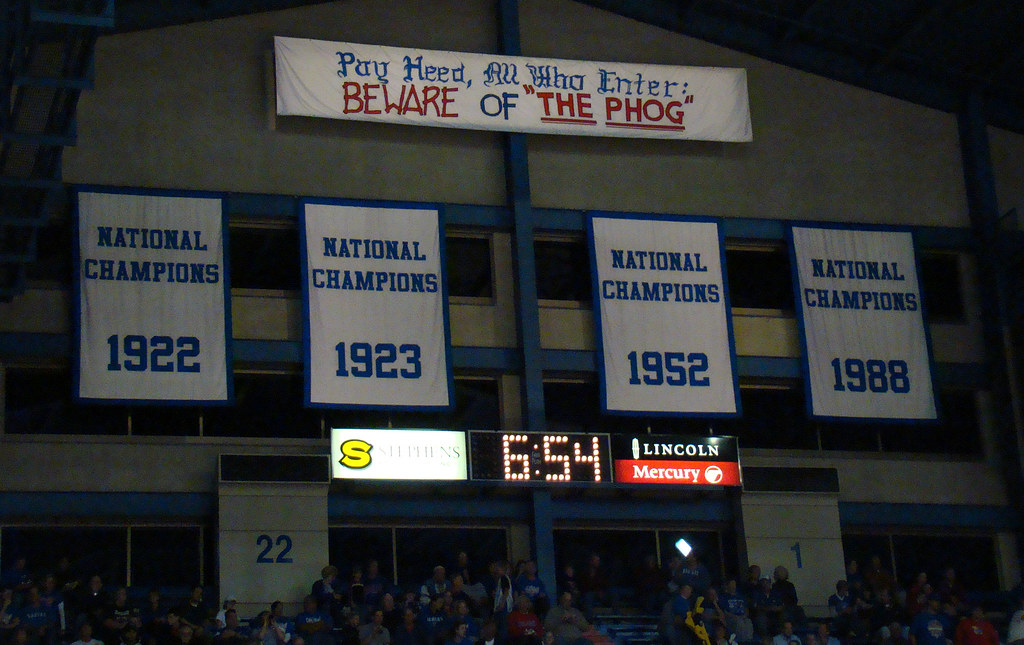 Pay Heed, All Who Enter:
BEWARE OF "THE PHOG"
NATIONAL
CHAMPIONS
1922
NATIONAL
CHAMPIONS
1923
NATIONAL
CHAMPIONS
1952
NATIONAL
CHAMPIONS
1988
S STEPHENS
6:54
LINCOLN
Mercury
22
1